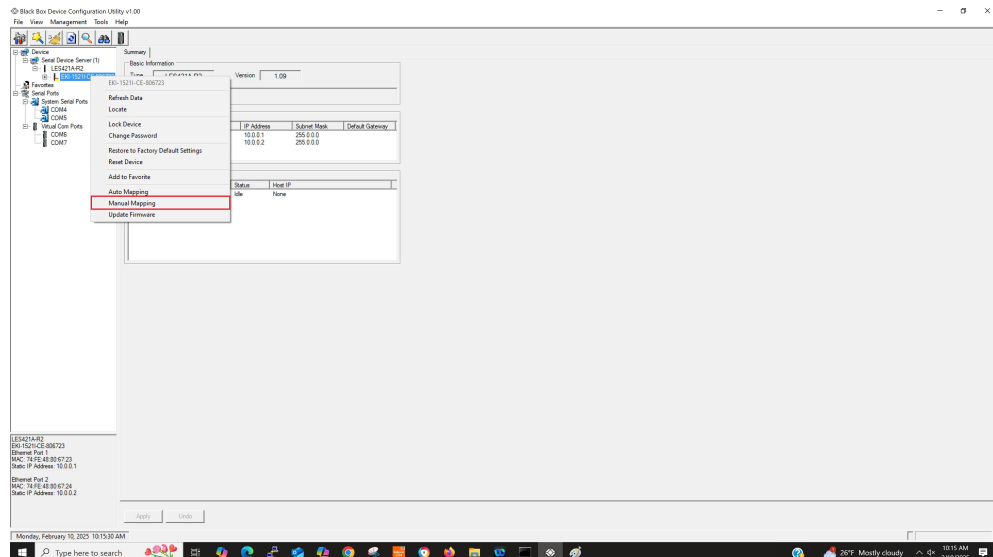 Black Box Device Configuration Utility v1.00
File View Management Tools Help
Device
Serial Device Server (1)
LES421A-R2
Favorites
Serial Ports
System Serial Ports
COM4
COM5
Virtual Com Ports
COM6
COM7
EKI-1521I-CE-806723
Refresh Data
Locate
Lock Device
Change Password
Restore to Factory Default Settings
Reset Device
Add to Favorite
Auto Mapping
Manual Mapping
Update Firmware
Summary
Basic Information
Version 1.09
IP Address Subnet Mask Default Gateway
10.0.0.1 255.0.0.0
10.0.0.2 255.0.0.0
Status Host IP
Idle None
LES421A-R2
EKI-1521I-CE-806723
Ethernet Port 1
MAC: 74:FE:48:80:67:23
Static IP Address: 10.0.0.1
Ethernet Port 2
MAC: 74:FE:48:80:67:24
Static IP Address: 10.0.0.2
Apply Undo
Monday, February 10, 2025 10:15:30 AM
Type here to search
26°F Mostly cloudy
10:15 AM